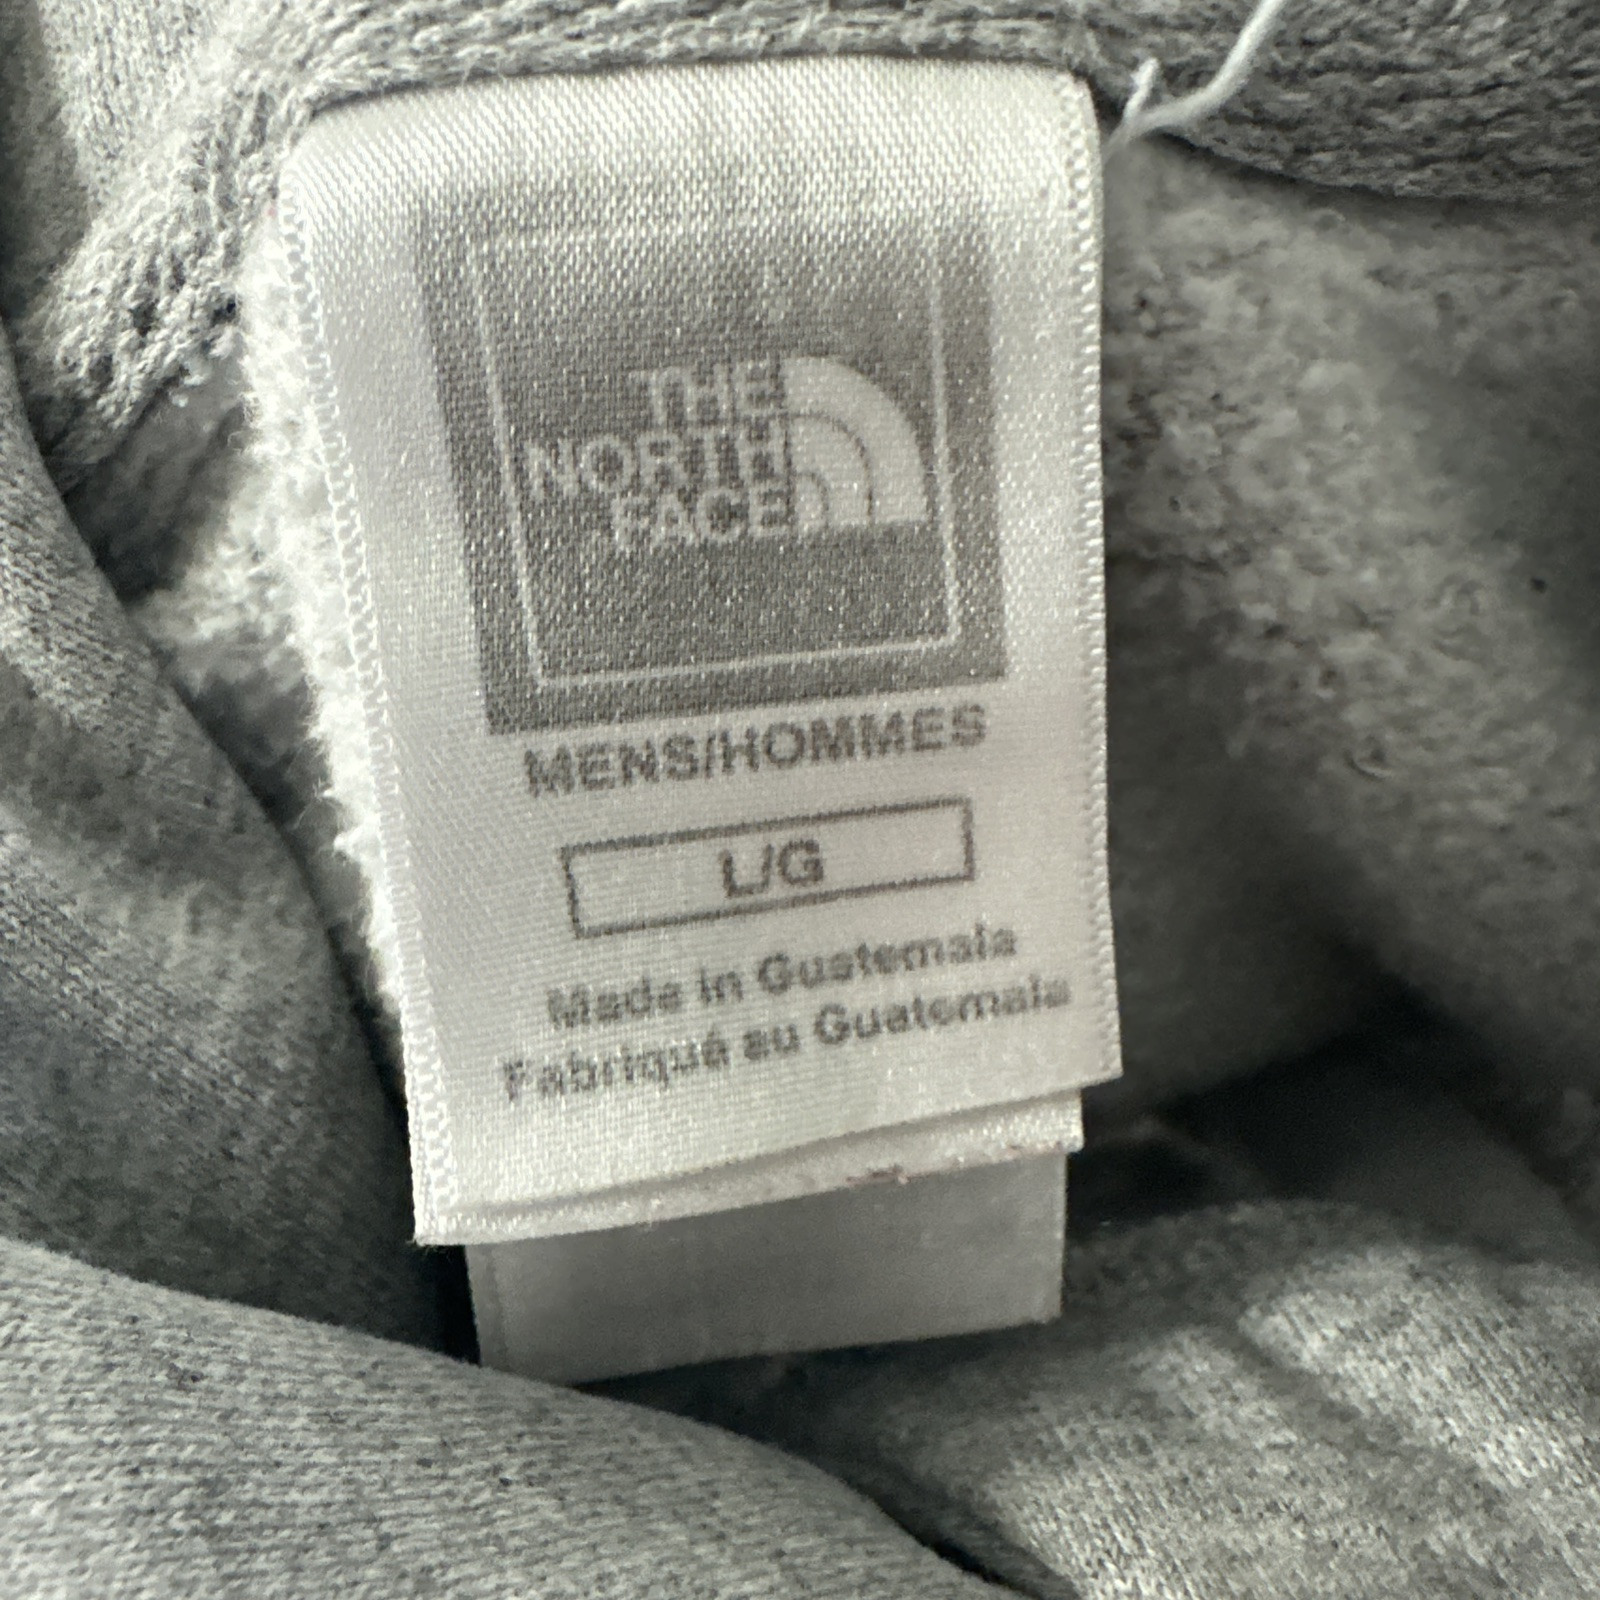 THE
NORTH
FACE
MENS/HOMMES
L/G
Made in Guatemala
Fabriqué au Guatemala